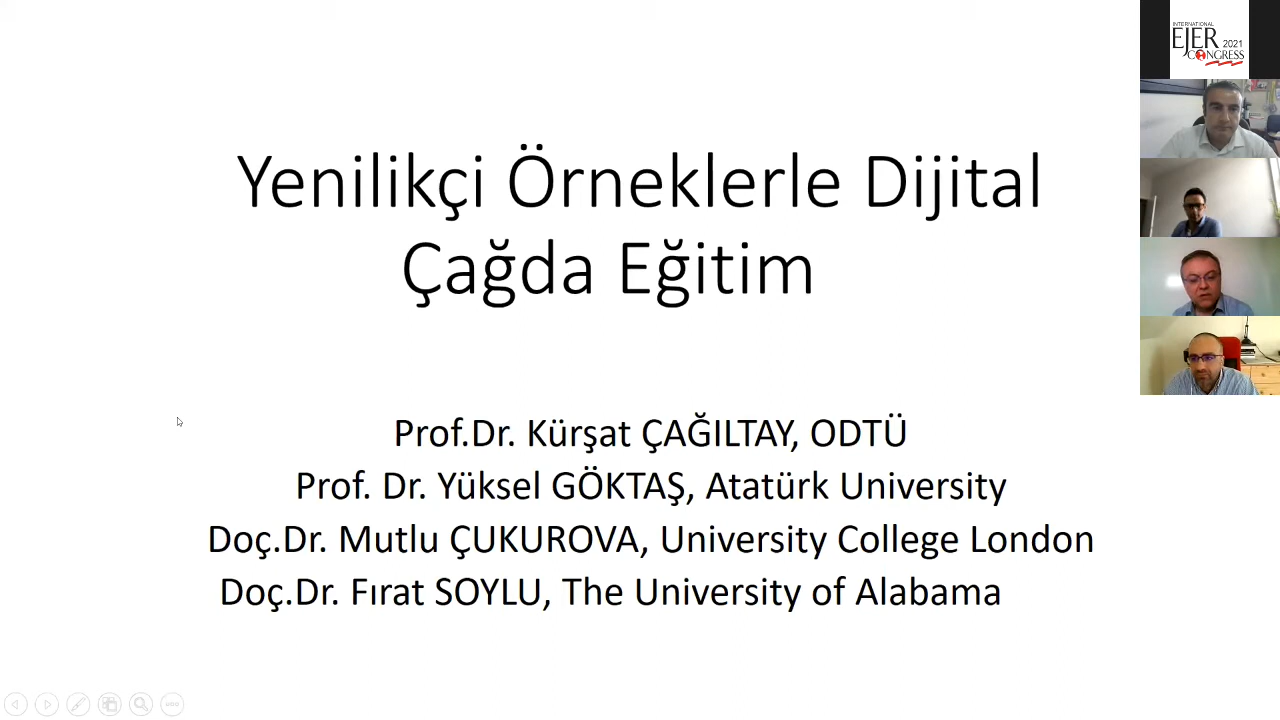 Yenilikçi Örneklerle Dijital
Çağda Eğitim
Prof.Dr. Kürşat ÇAĞILTAY, ODTÜ
Prof. Dr. Yüksel GÖKTAŞ, Atatürk University
Doç.Dr. Mutlu ÇUKUROVA, University College London
Doç.Dr. Fırat SOYLU, The University of Alabama
INTERNATIONAL
EJER 2021
CONGRESS